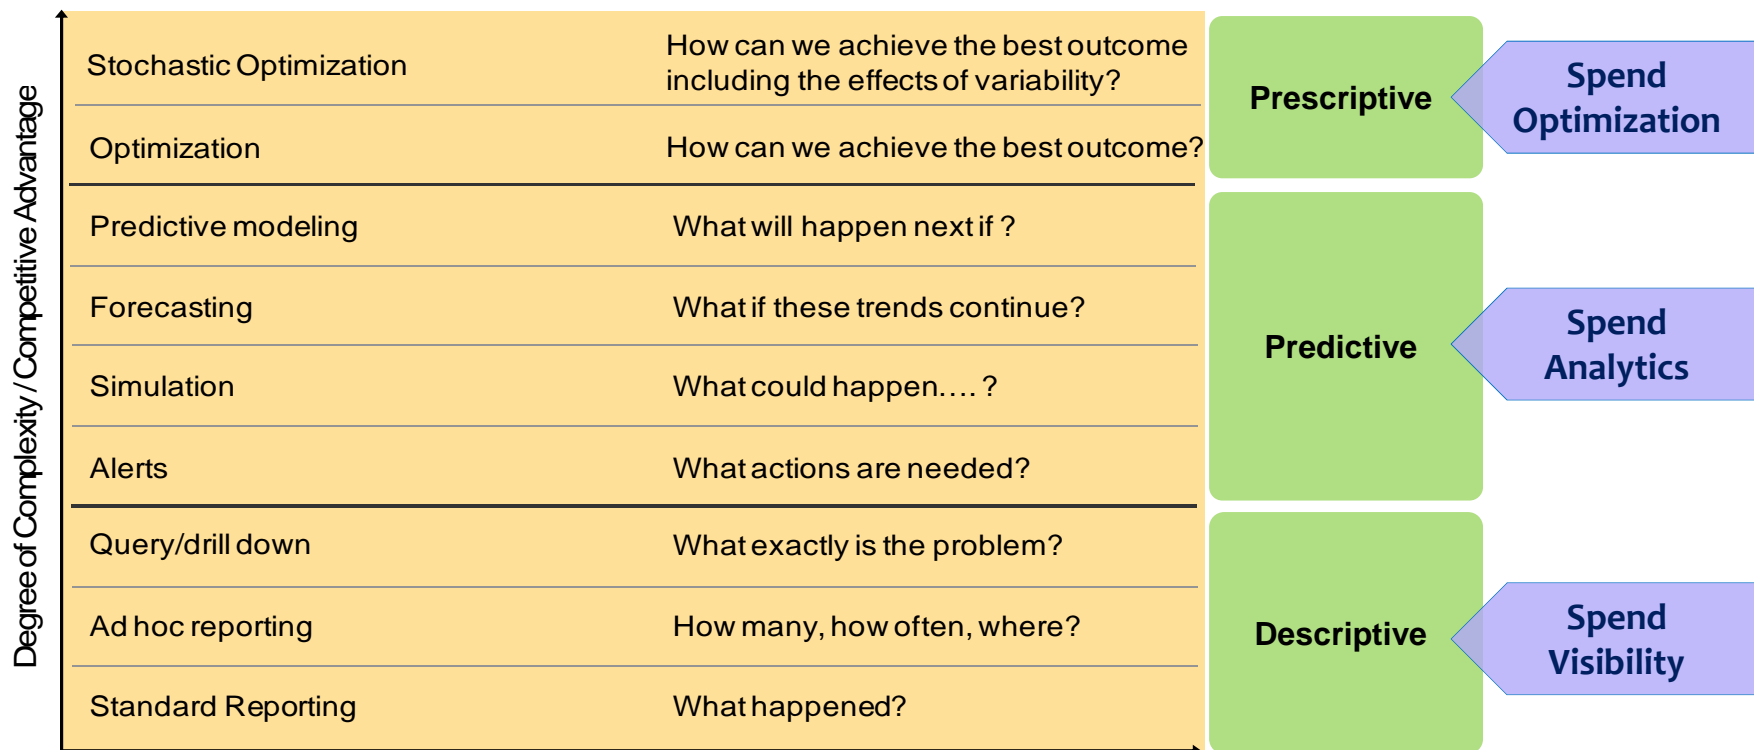 Degree of Complexity / Competitive Advantage
Stochastic Optimization
How can we achieve the best outcome
including the effects of variability?
Optimization
How can we achieve the best outcome?
Predictive modeling
What will happen next if ?
Forecasting
What if these trends continue?
Simulation
What could happen.... ?
Alerts
What actions are needed?
Query/drill down
What exactly is the problem?
Ad hoc reporting
How many, how often, where?
Standard Reporting
What happened?
Prescriptive
Spend
Optimization
Predictive
Spend
Analytics
Descriptive
Spend
Visibility